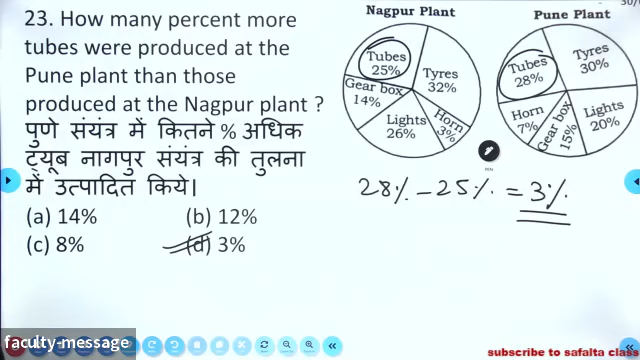 23. How many percent more
tubes were produced at the
Pune plant than those
produced at the Nagpur plant ?
पुणे संयंत्र में कितने % अधिक
ट्यूब नागपुर संयंत्र की तुलना
में उत्पादित किये।
(a) 14% (b) 12%
(c) 8% (d) 3%
Nagpur Plant
Tubes
25%
Tyres
32%
Gear box
14%
Horn
3%
Lights
26%
Pune Plant
Tubes
28%
Tyres
30%
Horn
7%
Gear box
15%
Lights
20%
28% - 25% = 3%
PEN
faculty-message
subscribe to safalta class